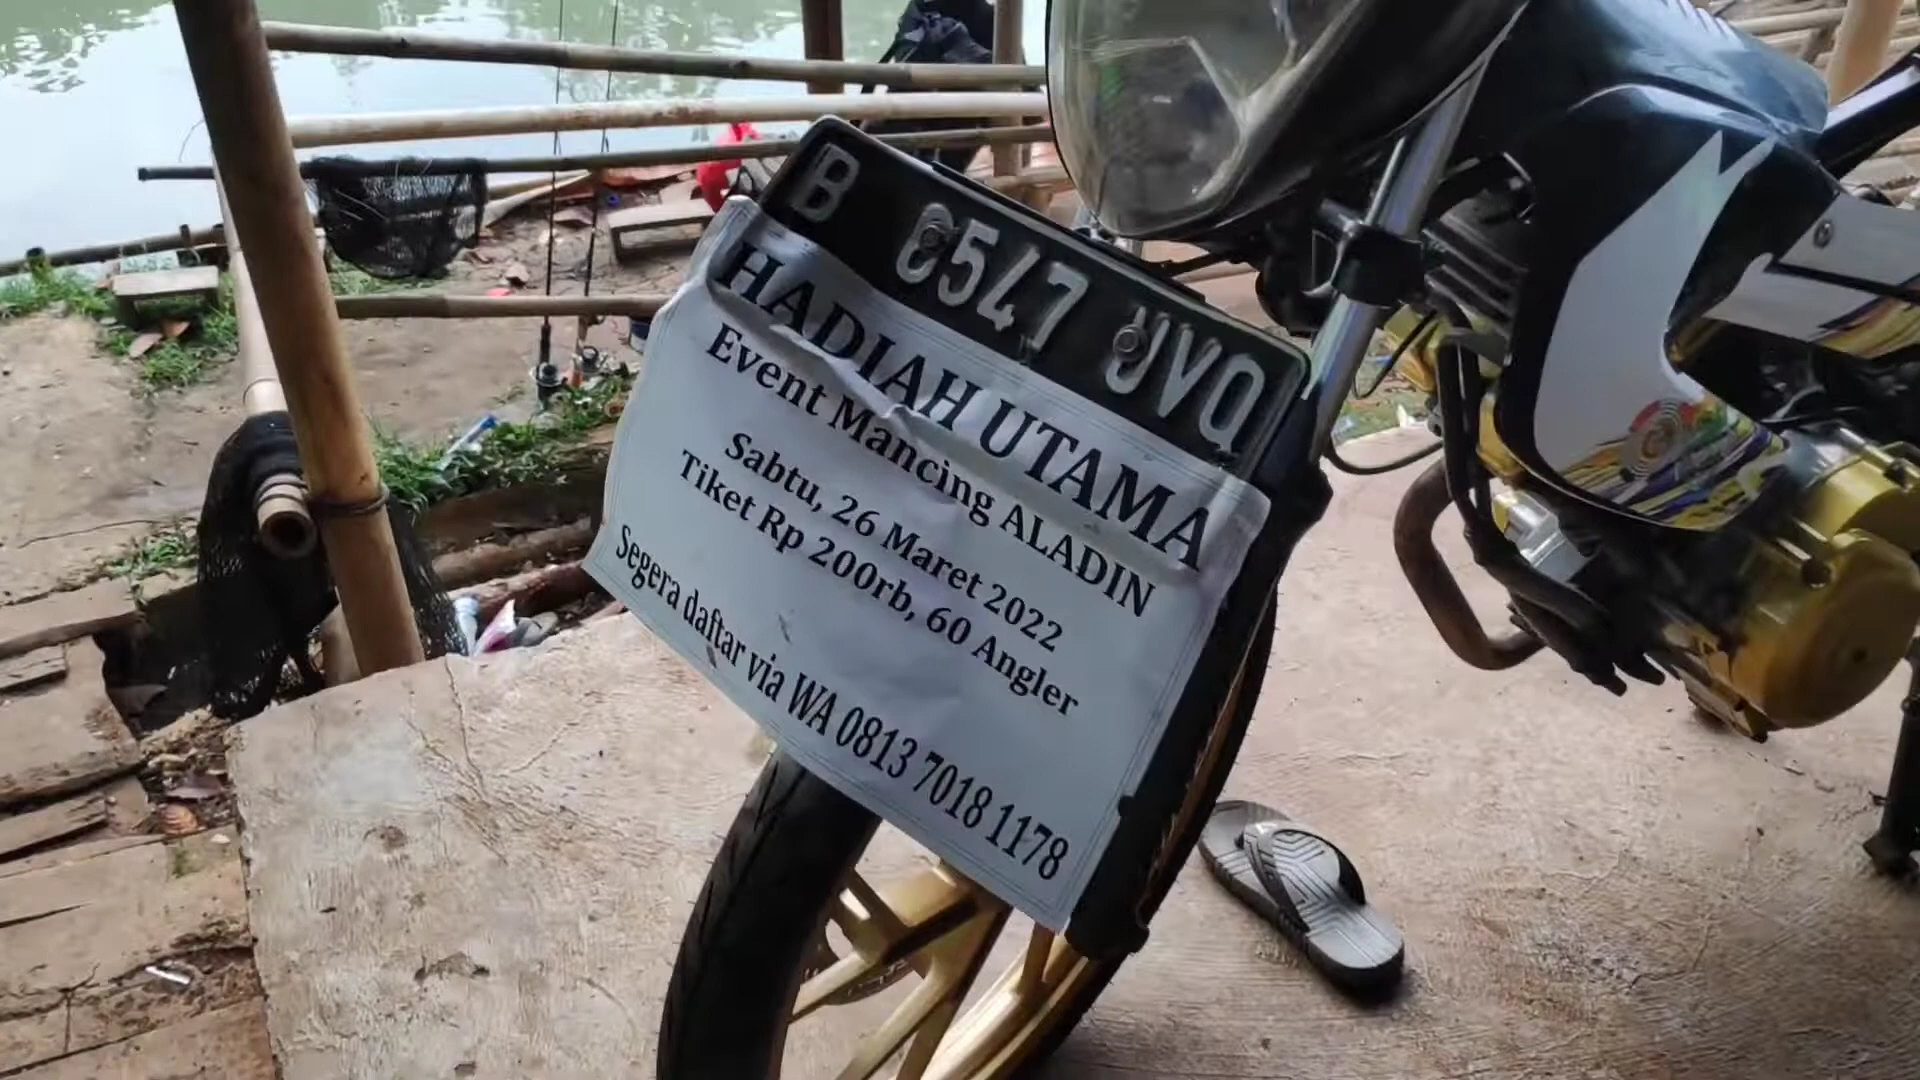 B 6547 UVQ
HADIAH UTAMA
Event Mancing ALADIN
Sabtu, 26 Maret 2022
Tiket Rp 200rb, 60 Angler
Segera daftar via WA 0813 7018 1178